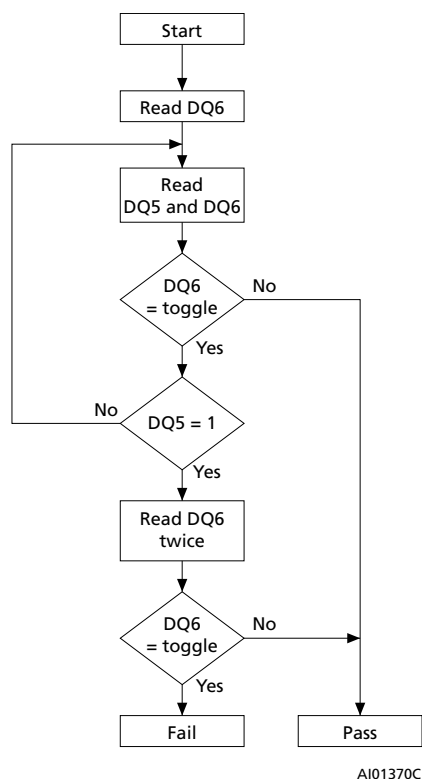 Start
Read DQ6
Read
DQ5 and DQ6
DQ6
= toggle
No
Yes
No
DQ5 = 1
Yes
Read DQ6
twice
DQ6
= toggle
No
Yes
Fail
Pass
AI01370C